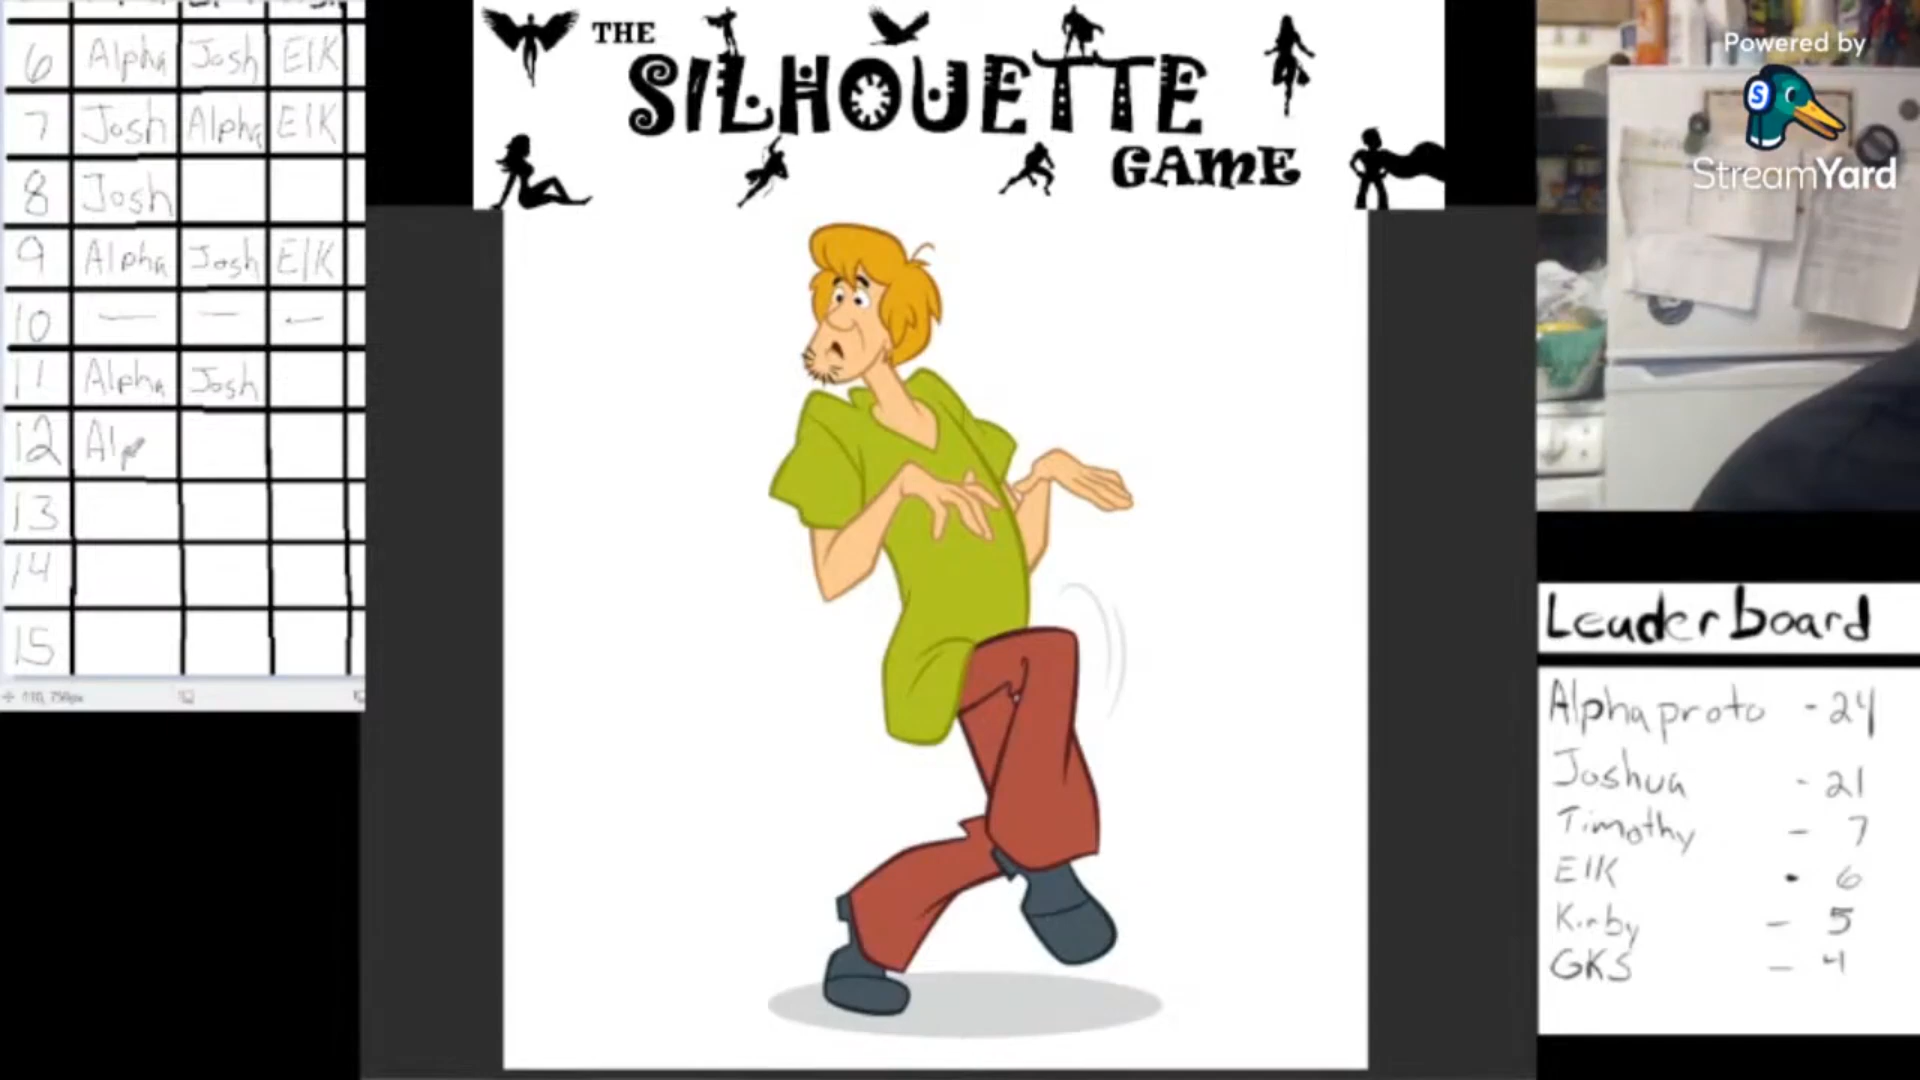 6 Alpha Josh Elk
7 Josh Alpha Elk
8 Josh
9 Alpha Josh Elk
10 — — —
11 Alpha Josh
12 Alp
13
14
15
THE
SILHOUETTE
GAME
Powered by
S
StreamYard
Leaderboard
Alphaproto - 24
Joshua - 21
Timothy - 7
Elk - 6
Kirby - 5
GKS - 4